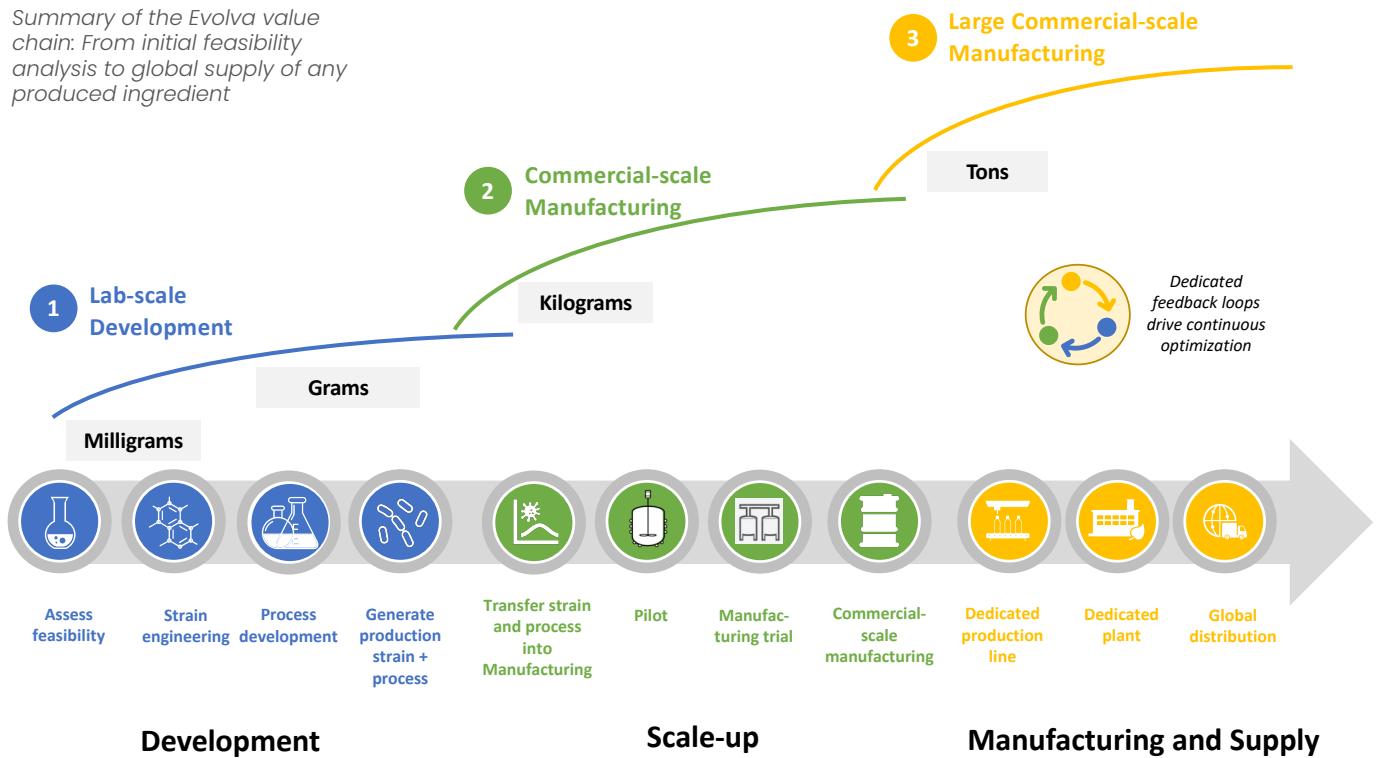 Summary of the Evolva value
chain: From initial feasibility
analysis to global supply of any
produced ingredient
3
Large Commercial-scale
Manufacturing
Tons
2
Commercial-scale
Manufacturing
Kilograms
1
Lab-scale
Development
Grams
Milligrams
Dedicated
feedback loops
drive continuous
optimization
Assess
feasibility
Strain
engineering
Process
development
Generate
production
strain +
process
Transfer strain
and process
into
Manufacturing
Pilot
Manufac-
turing trial
Commercial-
scale
manufacturing
Dedicated
production
line
Dedicated
plant
Global
distribution
Development
Scale-up
Manufacturing and Supply